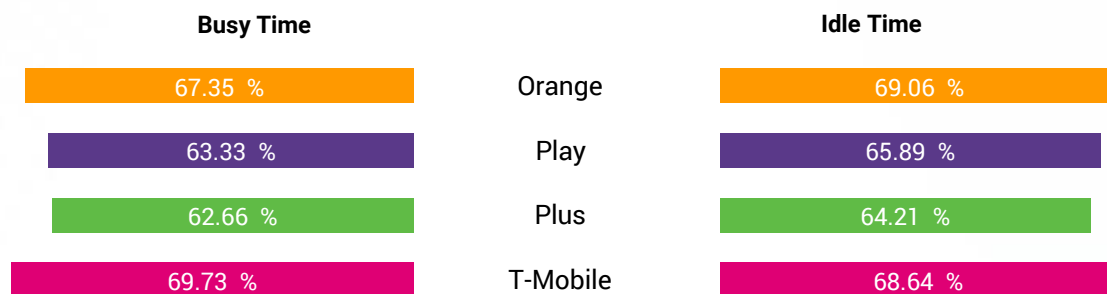 Busy Time Idle Time
67.35 % Orange 69.06 %
63.33 % Play 65.89 %
62.66 % Plus 64.21 %
69.73 % T-Mobile 68.64 %